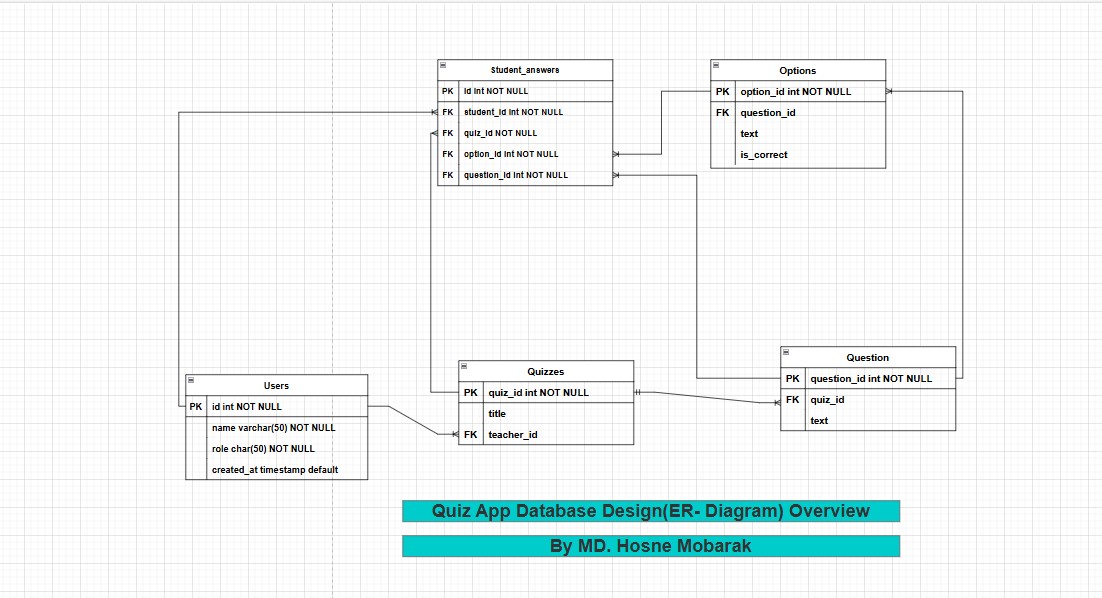 Student_answers
PK id int NOT NULL
FK student_id int NOT NULL
FK quiz_id NOT NULL
FK option_id int NOT NULL
FK question_id int NOT NULL
Options
PK option_id int NOT NULL
FK question_id
text
is_correct
Users
PK id int NOT NULL
name varchar(50) NOT NULL
role char(50) NOT NULL
created_at timestamp default
Quizzes
PK quiz_id int NOT NULL
title
FK teacher_id
Question
PK question_id int NOT NULL
FK quiz_id
text
Quiz App Database Design(ER- Diagram) Overview
By MD. Hosne Mobarak